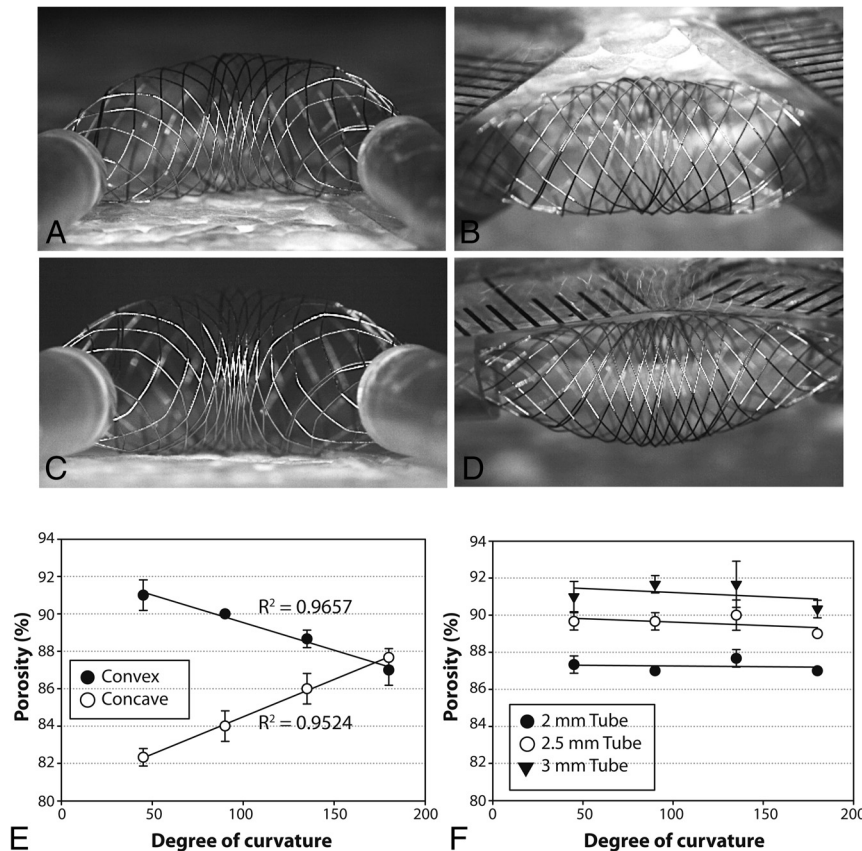 A
B
C
D
94
92
90
88
86
84
82
80
Porosity (%)
R² = 0.9657
Convex
Concave
R² = 0.9524
0
50
100
150
200
Degree of curvature
E
94
92
90
88
86
84
82
80
Porosity (%)
2 mm Tube
2.5 mm Tube
3 mm Tube
0
50
100
150
200
Degree of curvature
F